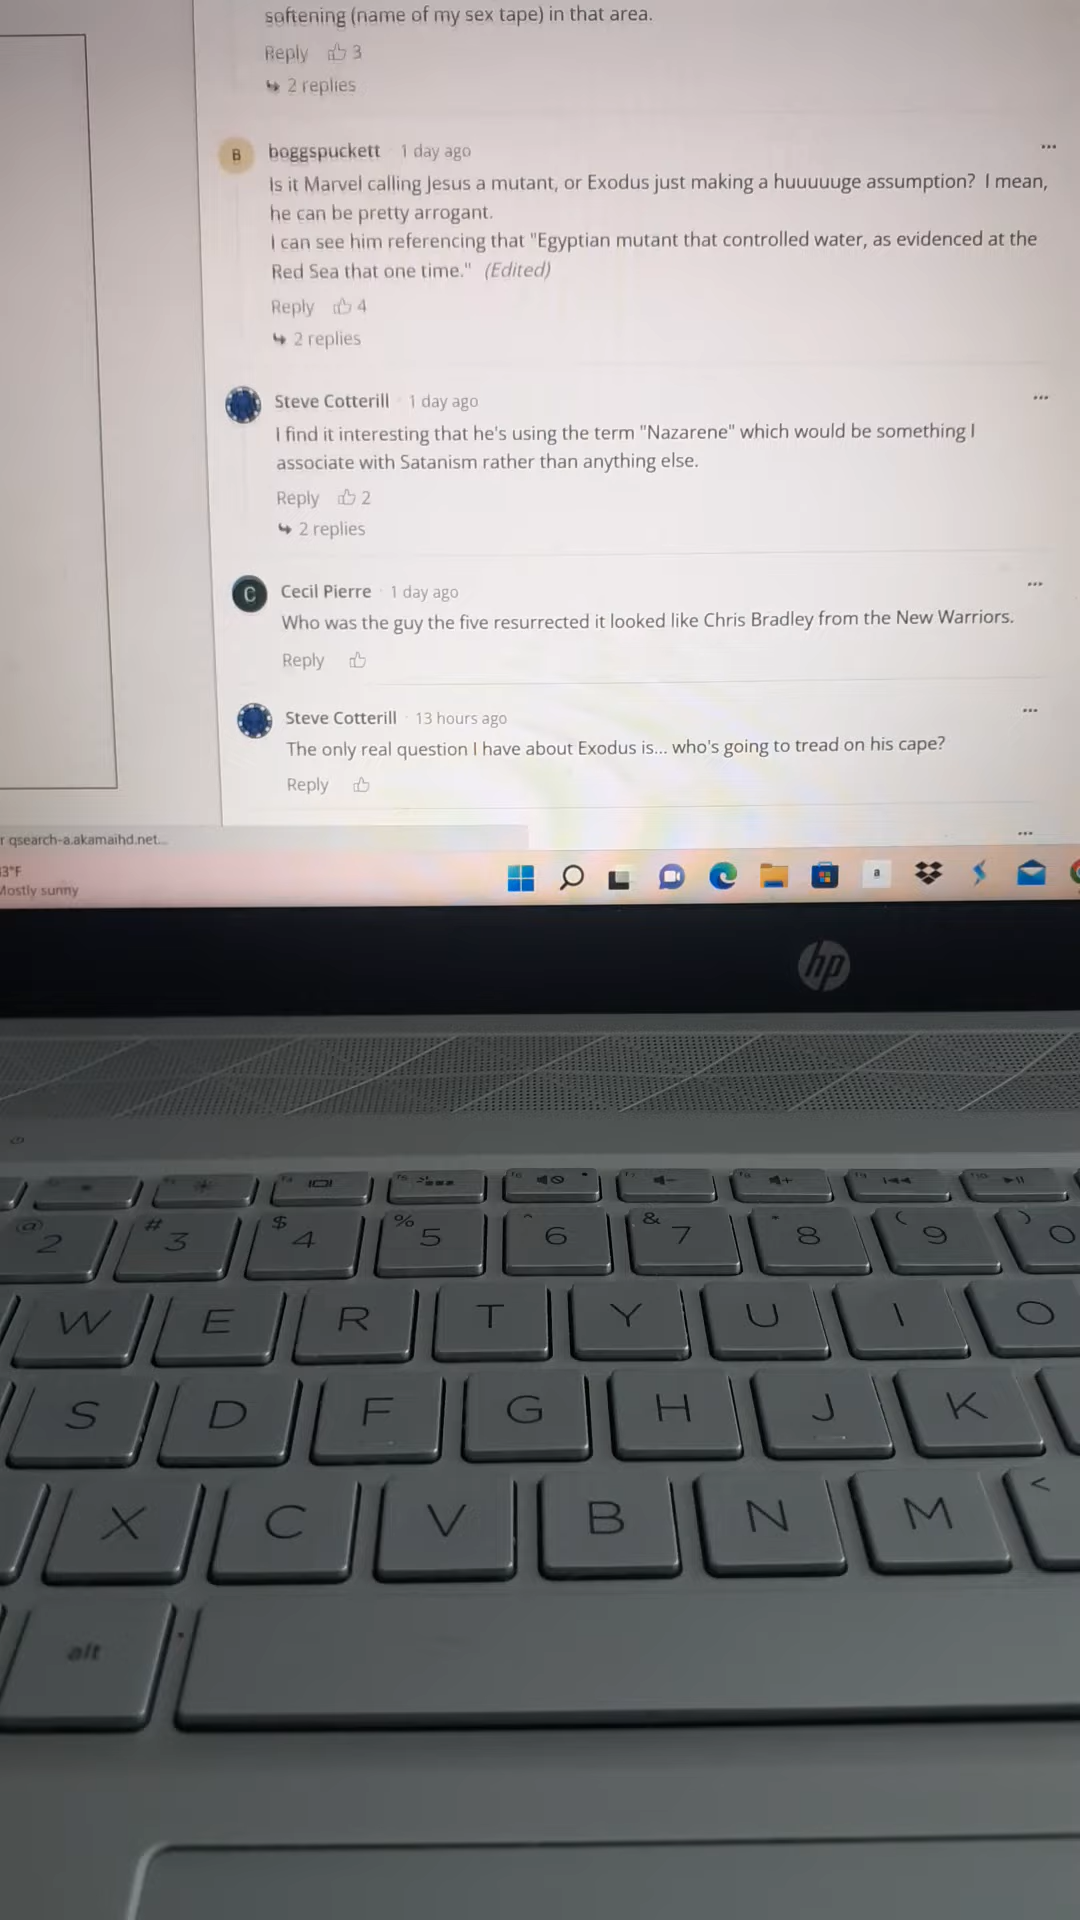 softening (name of my sex tape) in that area.
Reply 3
2 replies
B boggspuckett 1 day ago
Is it Marvel calling Jesus a mutant, or Exodus just making a huuuuuge assumption? I mean,
he can be pretty arrogant.
I can see him referencing that "Egyptian mutant that controlled water, as evidenced at the
Red Sea that one time." (Edited)
Reply 4
2 replies
Steve Cotterill · 1 day ago
I find it interesting that he's using the term "Nazarene" which would be something I
associate with Satanism rather than anything else.
Reply 2
2 replies
C Cecil Pierre · 1 day ago
Who was the guy the five resurrected it looked like Chris Bradley from the New Warriors.
Reply
Steve Cotterill · 13 hours ago
The only real question I have about Exodus is... who's going to tread on his cape?
Reply
r qsearch-a.akamaihd.net...
3°F
Mostly sunny
a
hp
@ 2 # 3 $ 4 % 5 ^ 6 & 7 * 8 ( 9 ) 0
W E R T Y U I O
S D F G H J K
X C V B N M <
alt